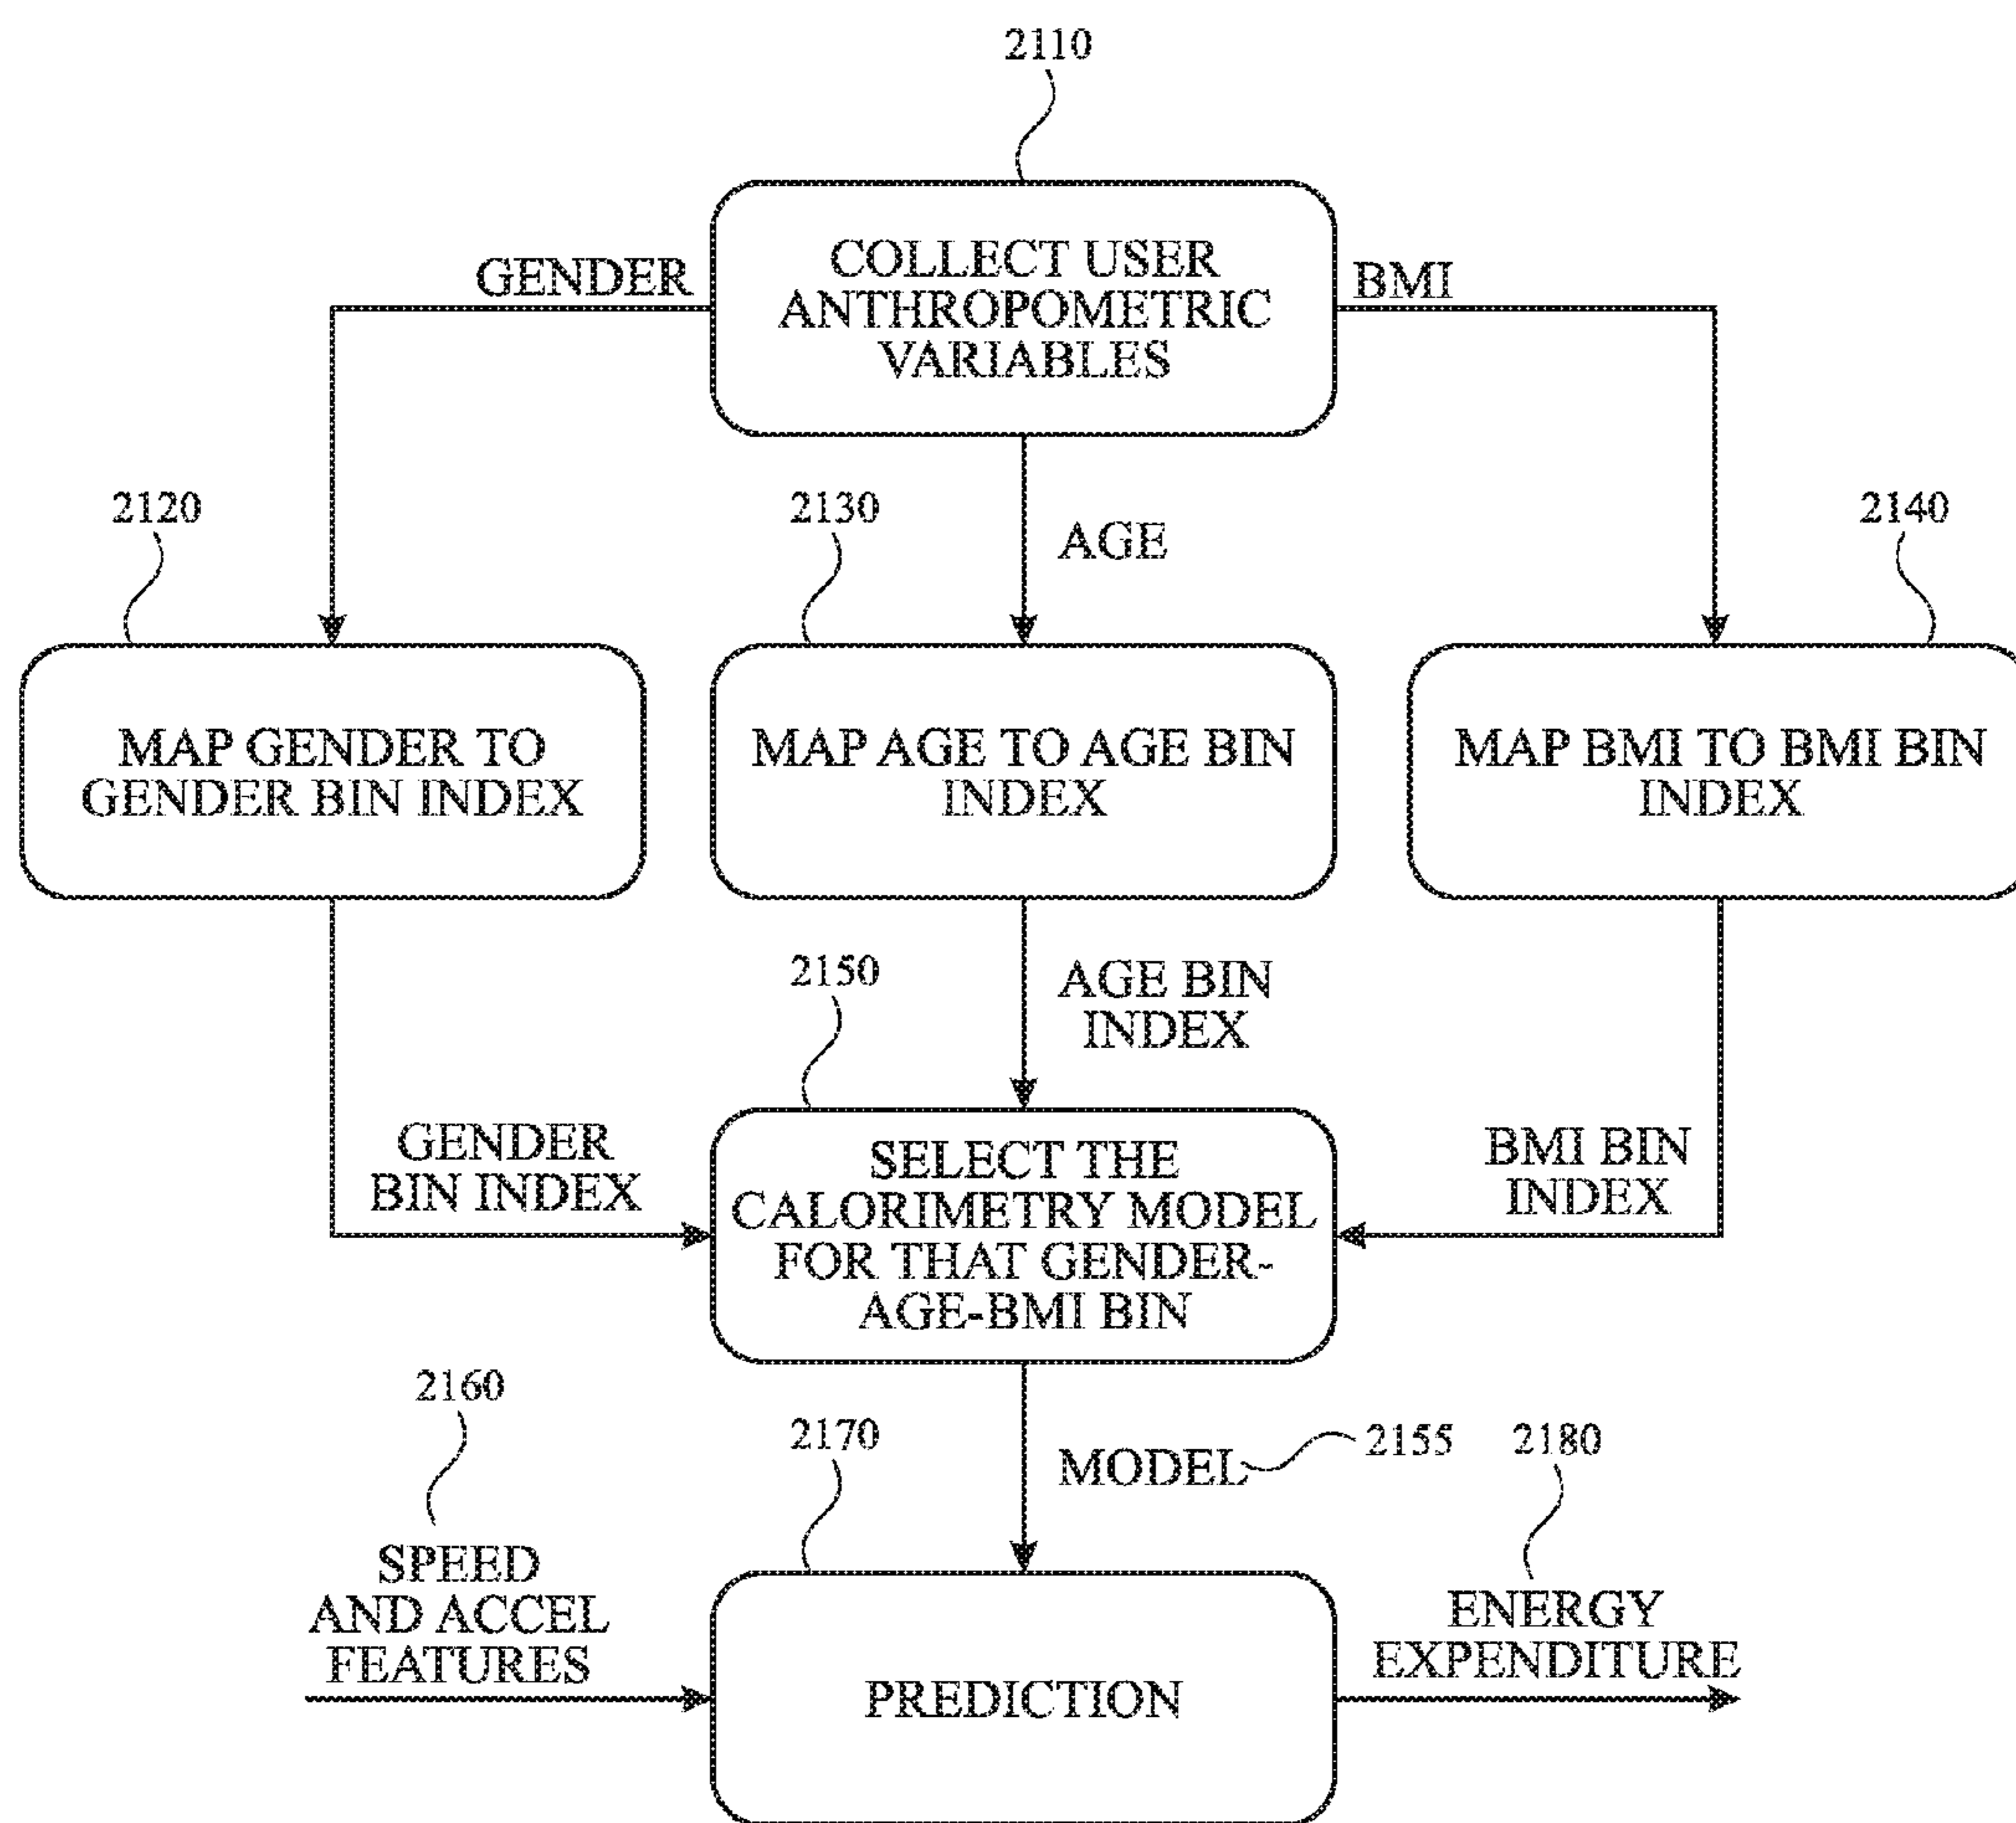 2110
COLLECT USER
ANTHROPOMETRIC
VARIABLES
GENDER
BMI
2120
2130
2140
AGE
MAP GENDER TO
GENDER BIN INDEX
MAP AGE TO AGE BIN
INDEX
MAP BMI TO BMI BIN
INDEX
2150
AGE BIN
INDEX
GENDER
BIN INDEX
SELECT THE
CALORIMETRY MODEL
FOR THAT GENDER-
AGE-BMI BIN
BMI BIN
INDEX
2160
2170
MODEL
2155
2180
SPEED
AND ACCEL
FEATURES
PREDICTION
ENERGY
EXPENDITURE